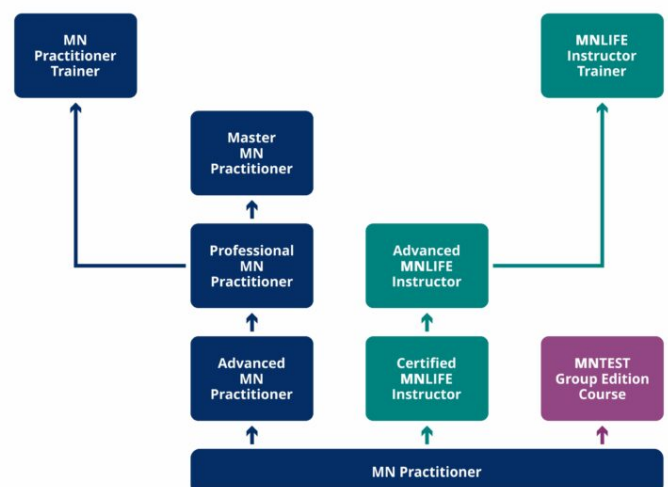 MN
Practitioner
Trainer
MNLIFE
Instructor
Trainer
Master
MN
Practitioner
Professional
MN
Practitioner
Advanced
MNLIFE
Instructor
Advanced
MN
Practitioner
Certified
MNLIFE
Instructor
MNTEST
Group Edition
Course
MN Practitioner